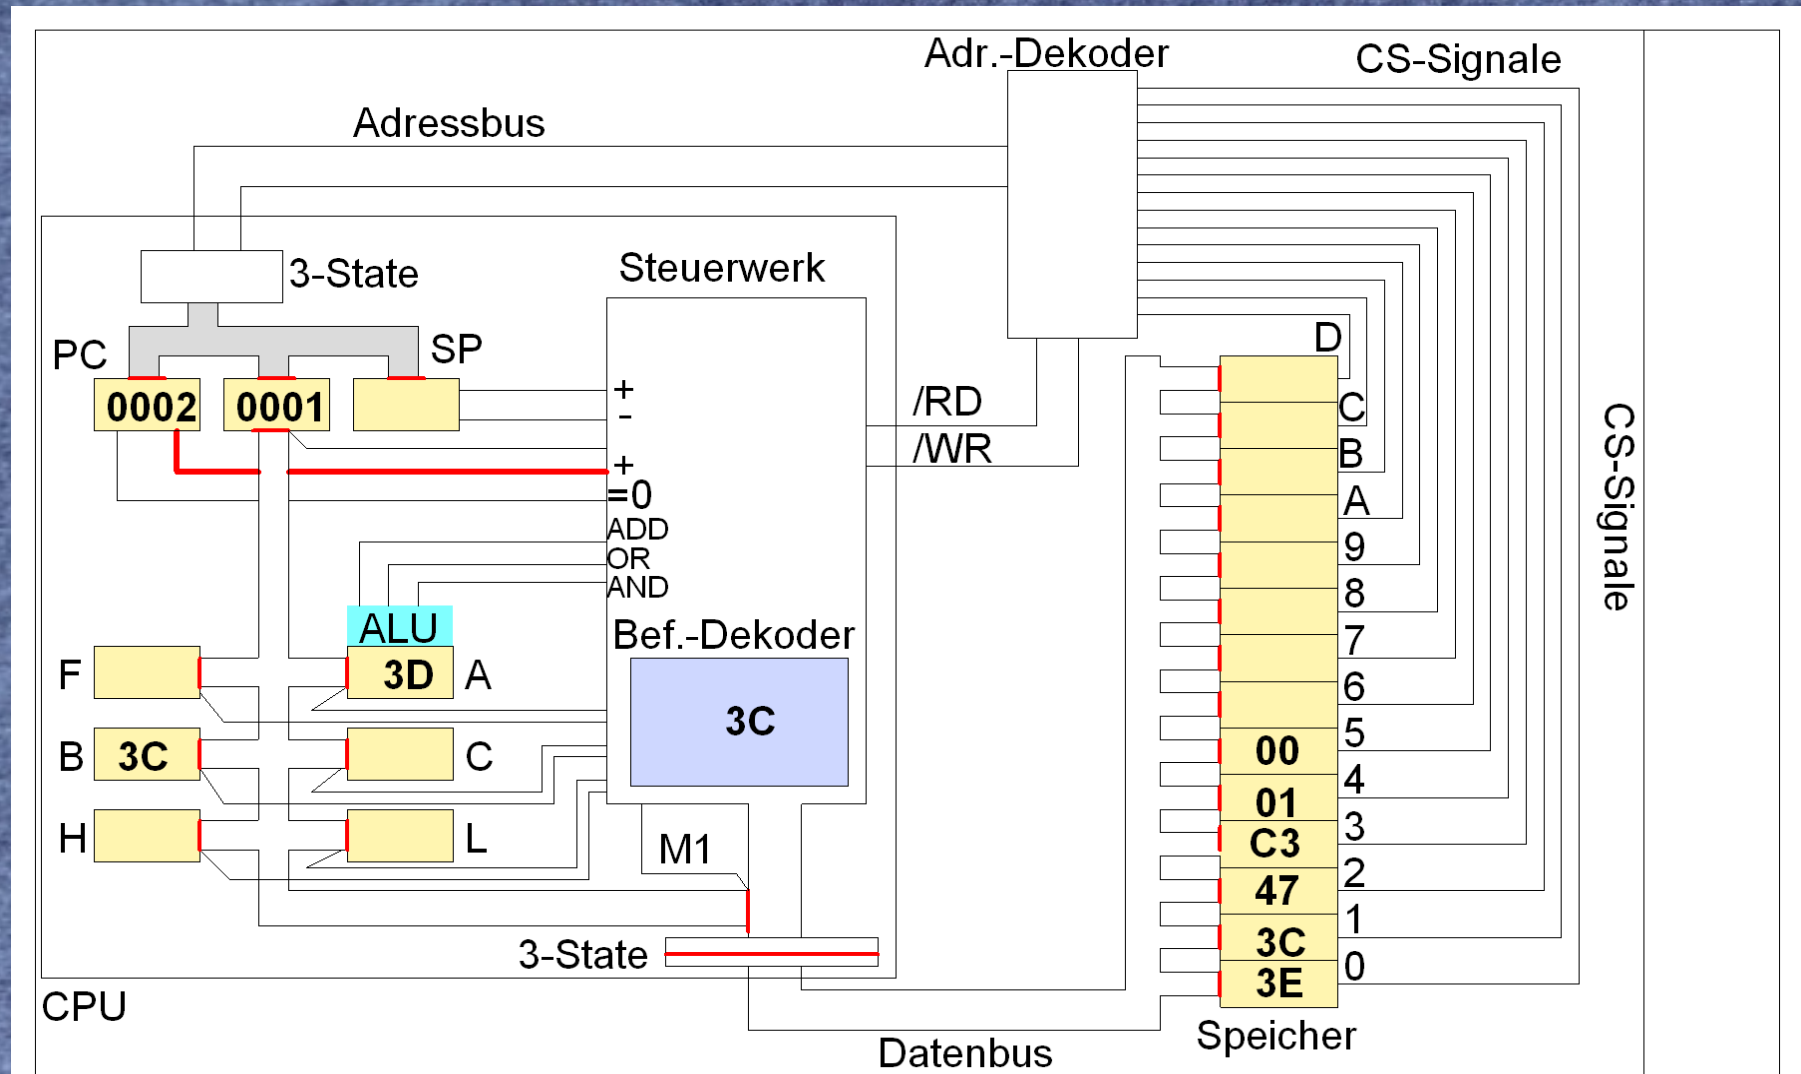 Adr.-Dekoder
CS-Signale
Adressbus
3-State
Steuerwerk
PC
SP
D
0002
0001
+
-
/RD
C
/WR
B
+
=0
A
CS-Signale
ADD
OR
AND
9
8
ALU
Bef.-Dekoder
7
F
3D
A
6
3C
5
B
3C
C
00
4
01
3
H
L
M1
C3
2
47
1
3-State
3C
0
3E
CPU
Speicher
Datenbus